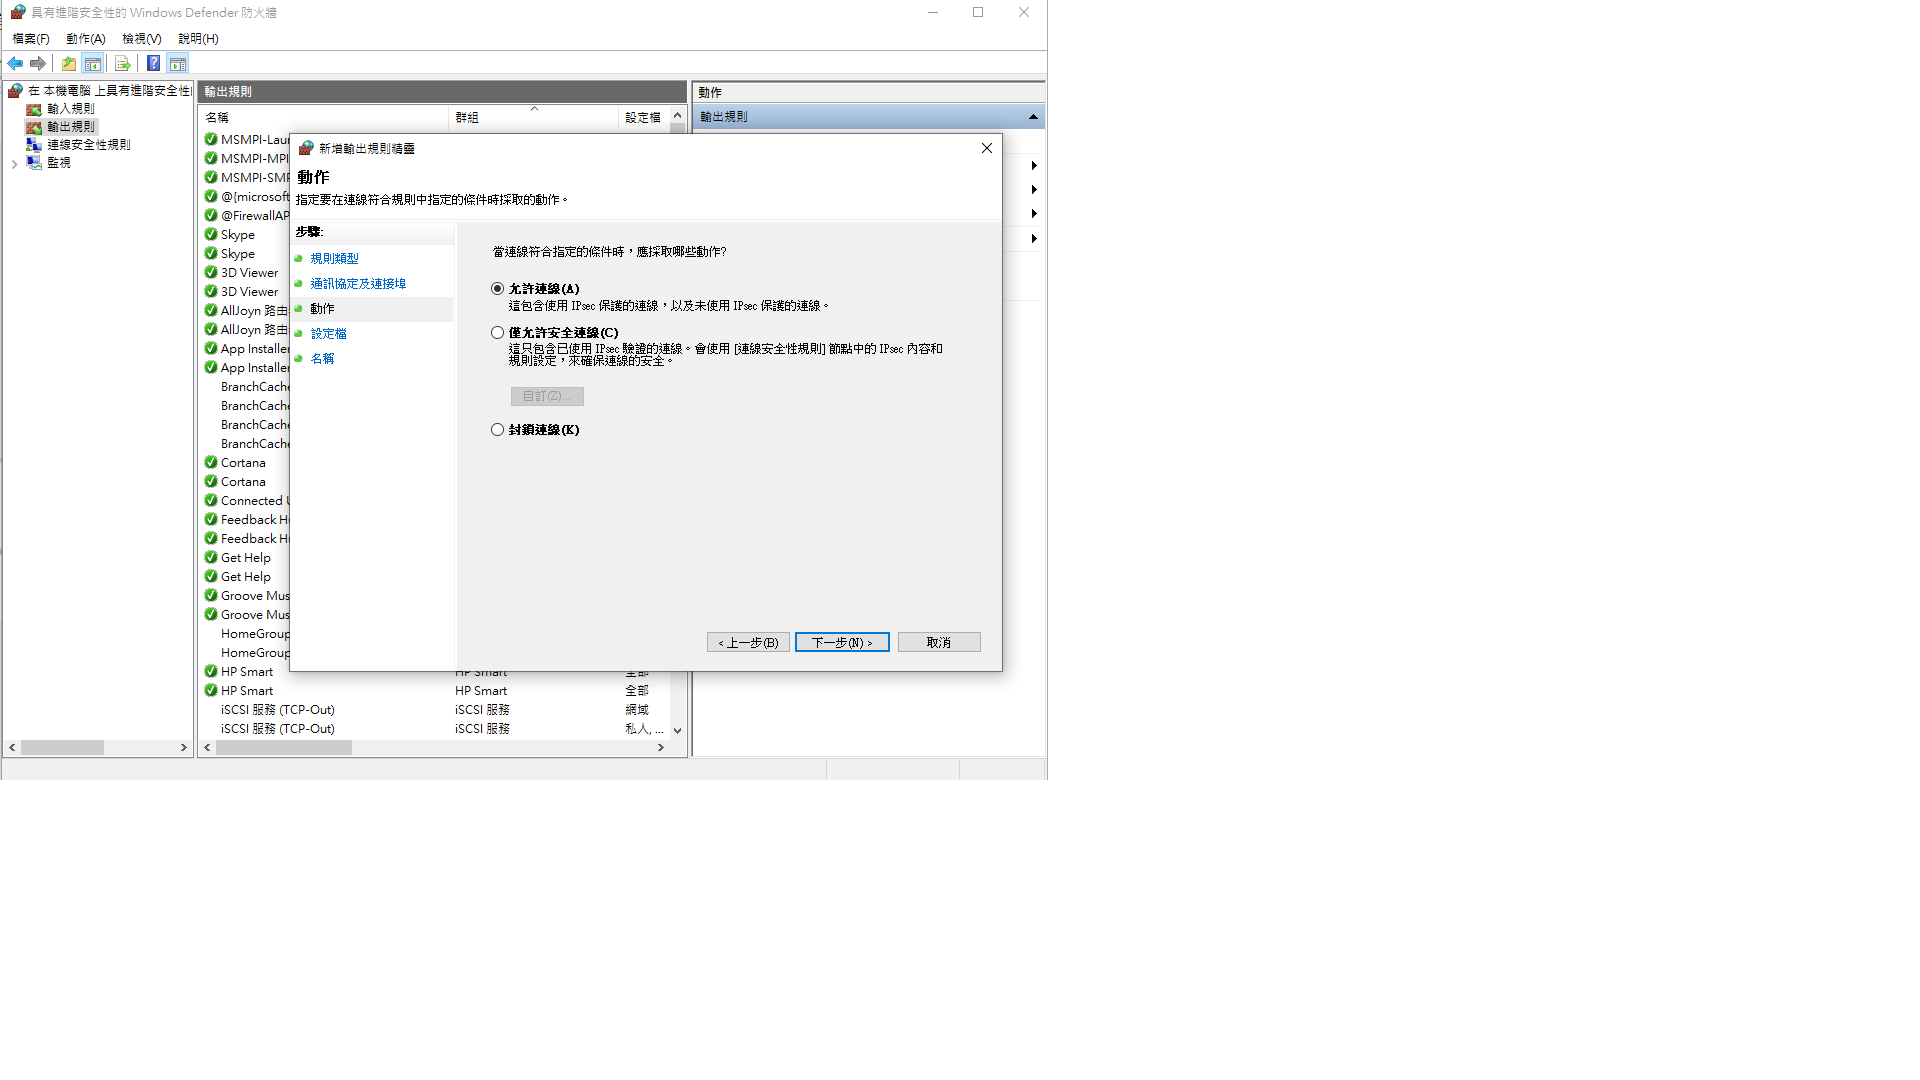 具有進階安全性的 Windows Defender 防火牆
檔案(F) 動作(A) 檢視(V) 說明(H)
在 本機電腦 上具有進階安全性
輸入規則
輸出規則
連線安全性規則
監視
輸出規則
名稱 群組 設定檔
MSMPI-Lau
MSMPI-MPI
MSMPI-SMP
@{microsoft
@FirewallAP
Skype
Skype
3D Viewer
3D Viewer
AllJoyn 路由
AllJoyn 路由
App Installer
App Installer
BranchCache
BranchCache
BranchCache
BranchCache
Cortana
Cortana
Connected U
Feedback H
Feedback H
Get Help
Get Help
Groove Mus
Groove Mus
HomeGroup
HomeGroup
HP Smart HP Smart 全部
HP Smart HP Smart 全部
iSCSI 服務 (TCP-Out) iSCSI 服務 網域
iSCSI 服務 (TCP-Out) iSCSI 服務 私人, ...
動作
輸出規則
新增輸出規則精靈
動作
指定要在連線符合規則中指定的條件時採取的動作。
步驟:
規則類型
通訊協定及連接埠
動作
設定檔
名稱
當連線符合指定的條件時，應採取哪些動作?
允許連線(A)
這包含使用 IPsec 保護的連線，以及未使用 IPsec 保護的連線。
僅允許安全連線(C)
這只包含已使用 IPsec 驗證的連線。會使用 [連線安全性規則] 節點中的 IPsec 內容和
規則設定，來確保連線的安全。
自訂(Z)...
封鎖連線(K)
< 上一步(B) 下一步(N) > 取消